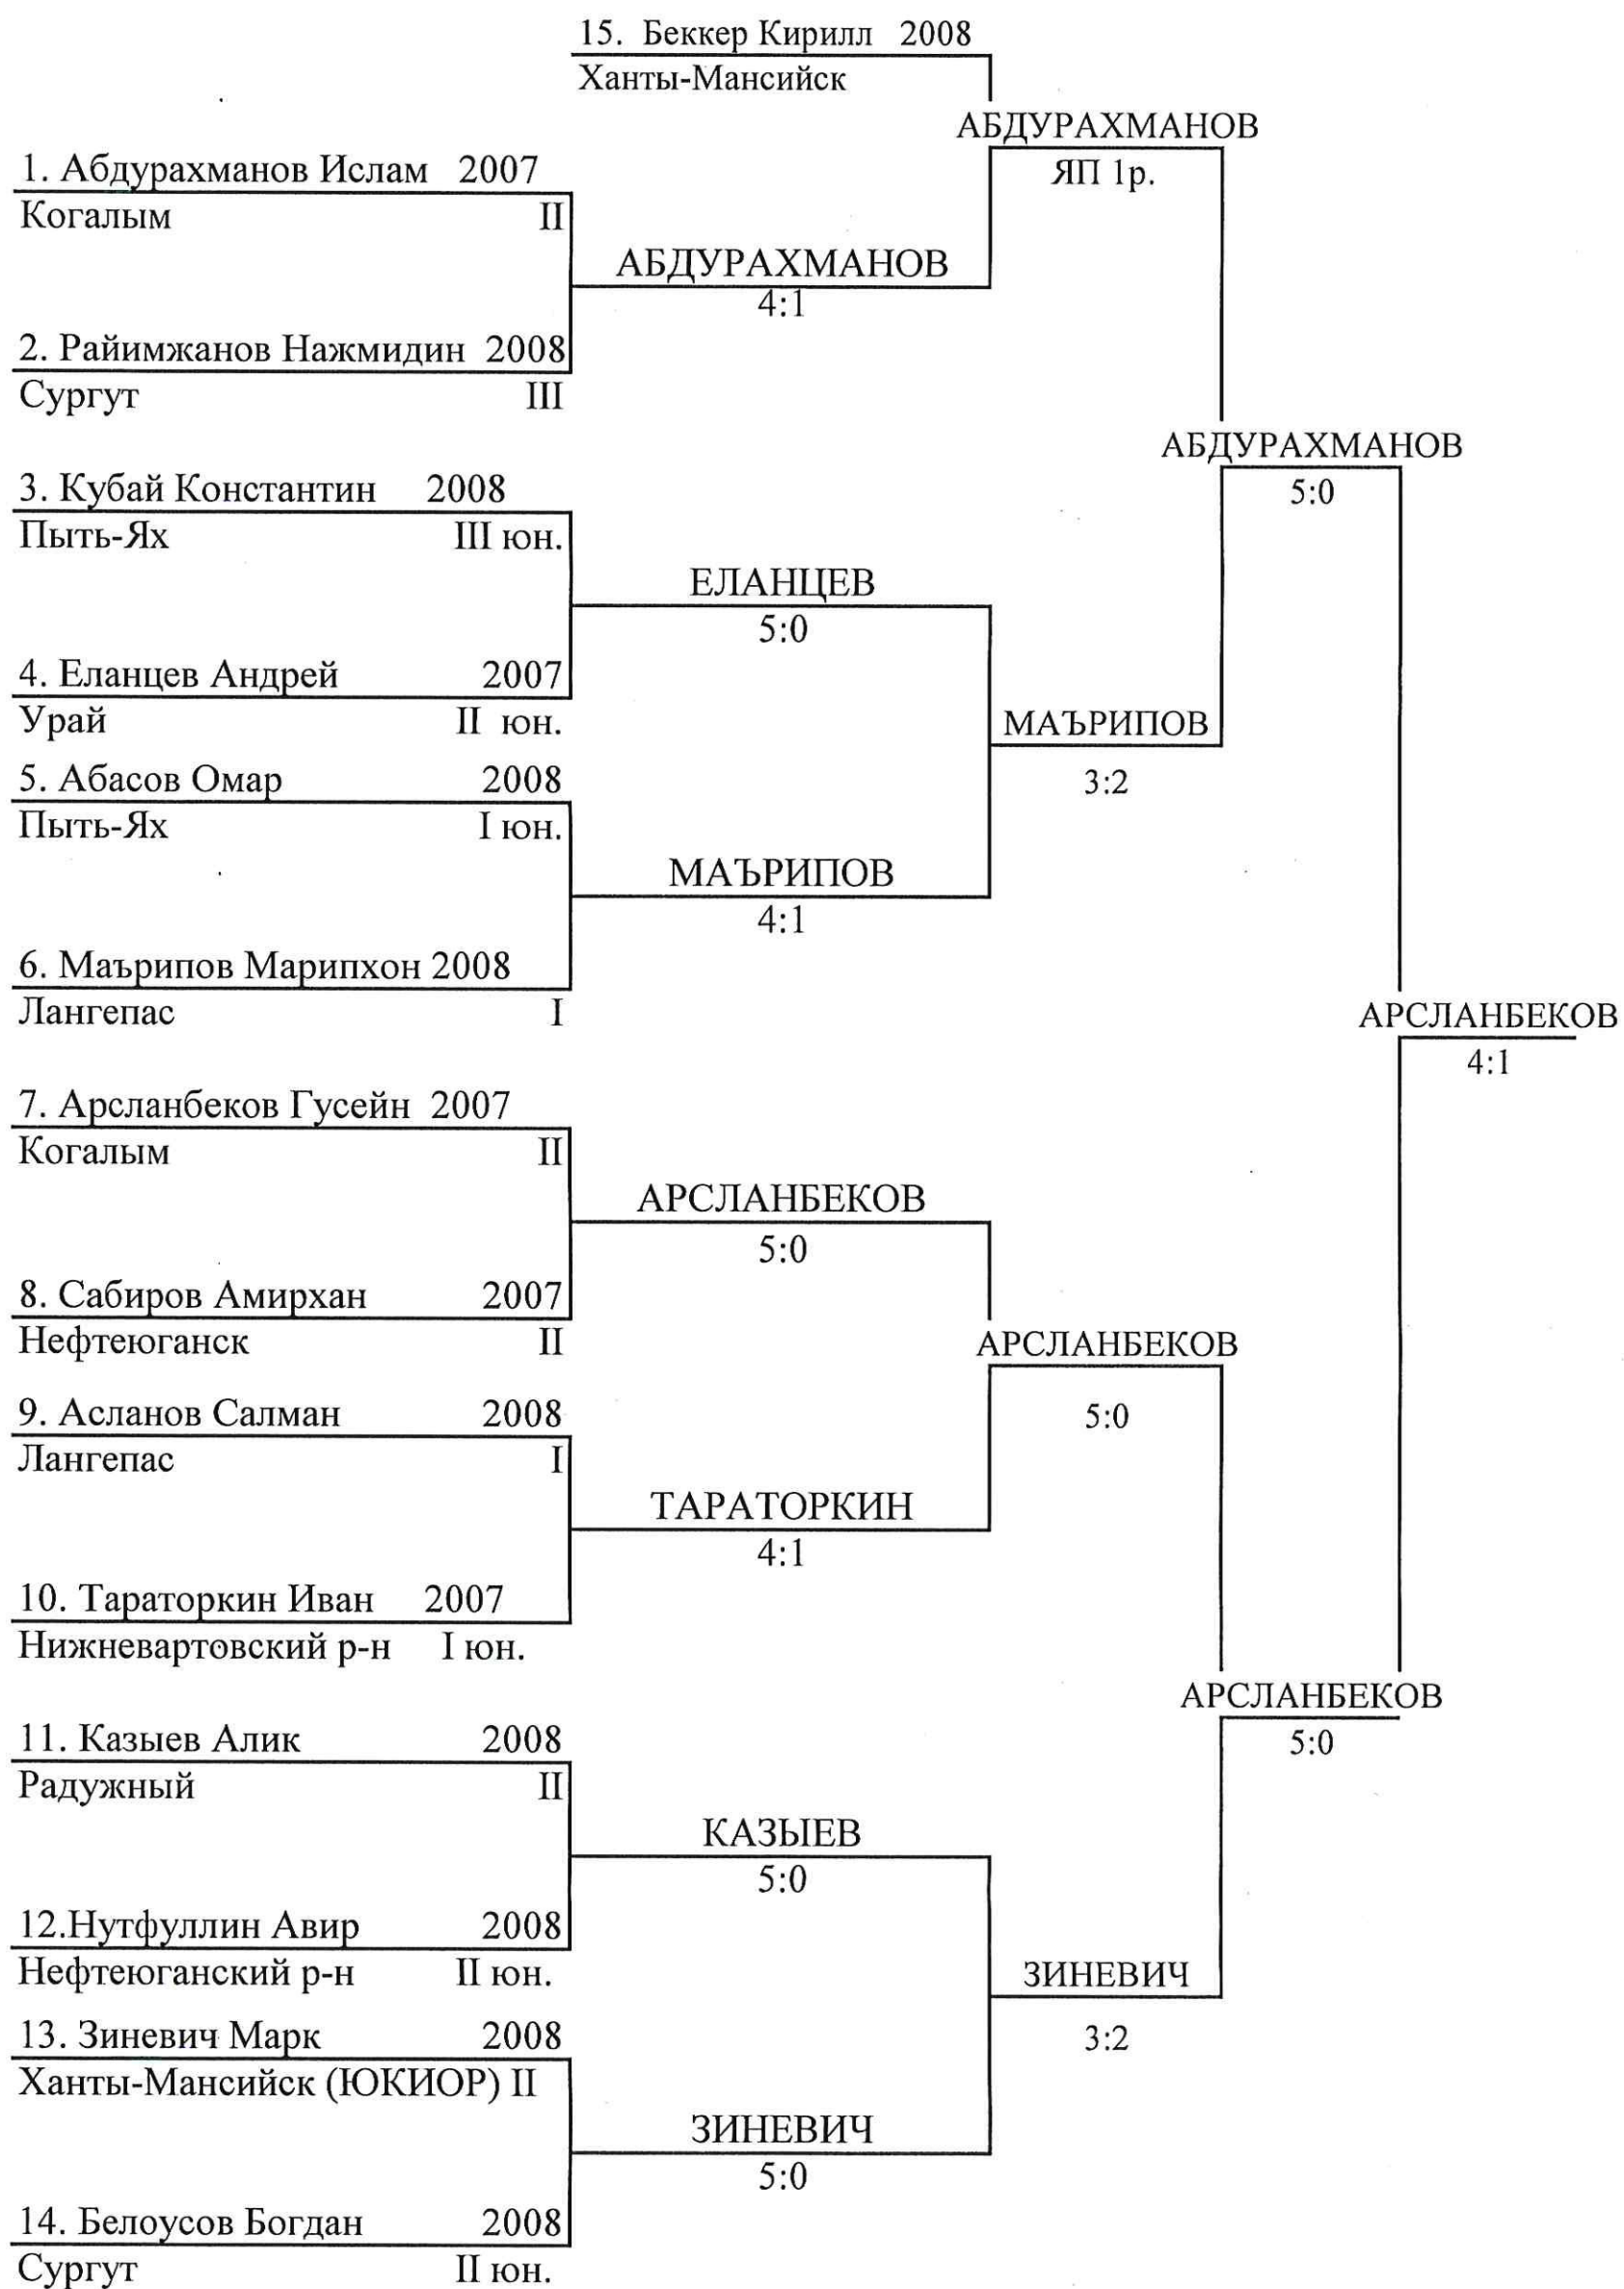 15. Беккер Кирилл 2008
Ханты-Мансийск
АБДУРАХМАНОВ
ЯП 1р.
1. Абдурахманов Ислам 2007
Когалым II
АБДУРАХМАНОВ
4:1
2. Райимжанов Нажмидин 2008
Сургут III
АБДУРАХМАНОВ
5:0
3. Кубай Константин 2008
Пыть-Ях III юн.
ЕЛАНЦЕВ
5:0
4. Еланцев Андрей 2007
Урай II юн.
МАЪРИПОВ
3:2
5. Абасов Омар 2008
Пыть-Ях I юн.
МАЪРИПОВ
4:1
6. Маърипов Марипхон 2008
Лангепас I
АРСЛАНБЕКОВ
4:1
7. Арсланбеков Гусейн 2007
Когалым II
АРСЛАНБЕКОВ
5:0
8. Сабиров Амирхан 2007
Нефтеюганск II
АРСЛАНБЕКОВ
5:0
9. Асланов Салман 2008
Лангепас I
ТАРАТОРКИН
4:1
10. Тараторкин Иван 2007
Нижневартовский р-н I юн.
АРСЛАНБЕКОВ
5:0
11. Казыев Алик 2008
Радужный II
КАЗЫЕВ
5:0
12.Нутфуллин Авир 2008
Нефтеюганский р-н II юн.
ЗИНЕВИЧ
3:2
13. Зиневич Марк 2008
Ханты-Мансийск (ЮКИОР) II
ЗИНЕВИЧ
5:0
14. Белоусов Богдан 2008
Сургут II юн.